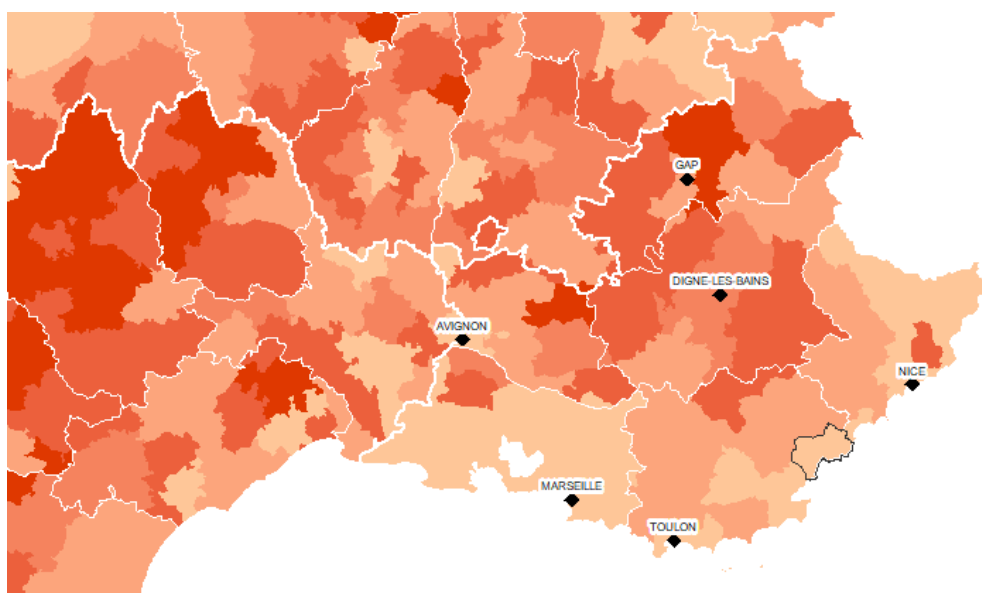 GAP
DIGNE-LES-BAINS
AVIGNON
NICE
MARSEILLE
TOULON